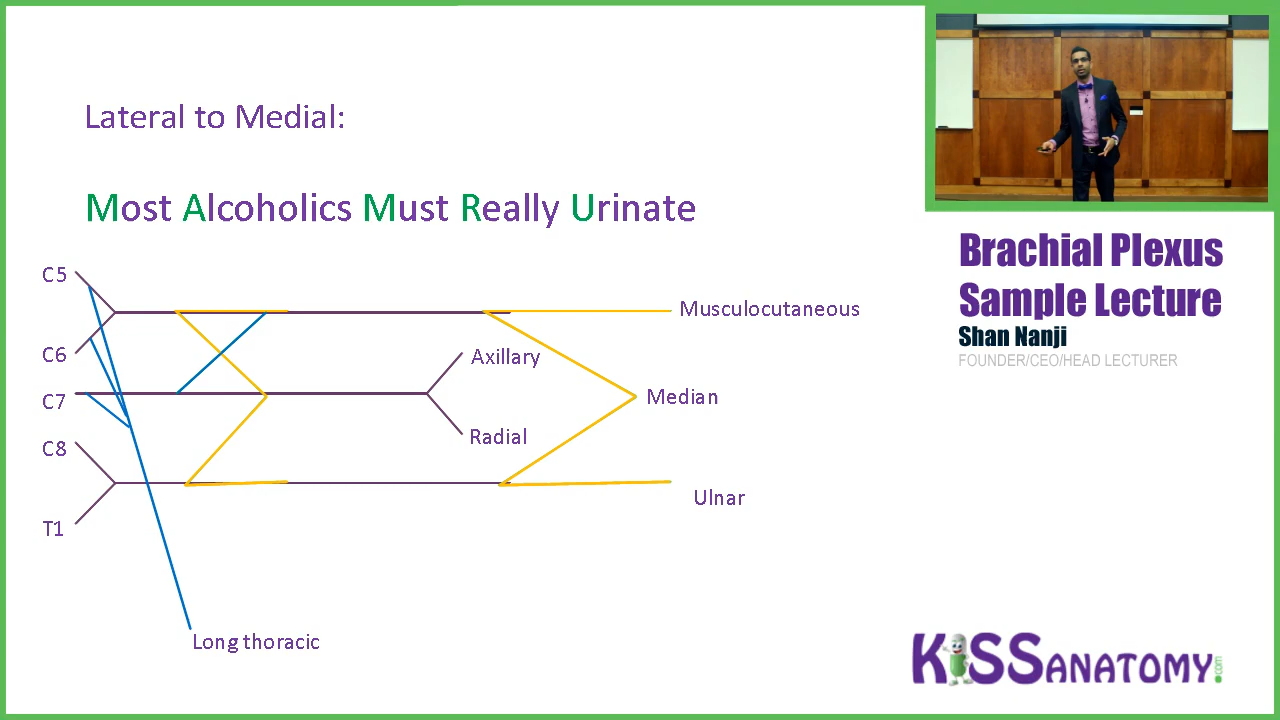 Lateral to Medial:
Most Alcoholics Must Really Urinate
C5
C6
C7
C8
T1
Musculocutaneous
Axillary
Median
Radial
Ulnar
Long thoracic
Brachial Plexus
Sample Lecture
Shan Nanji
FOUNDER/CEO/HEAD LECTURER
KiSSANATOMY.com